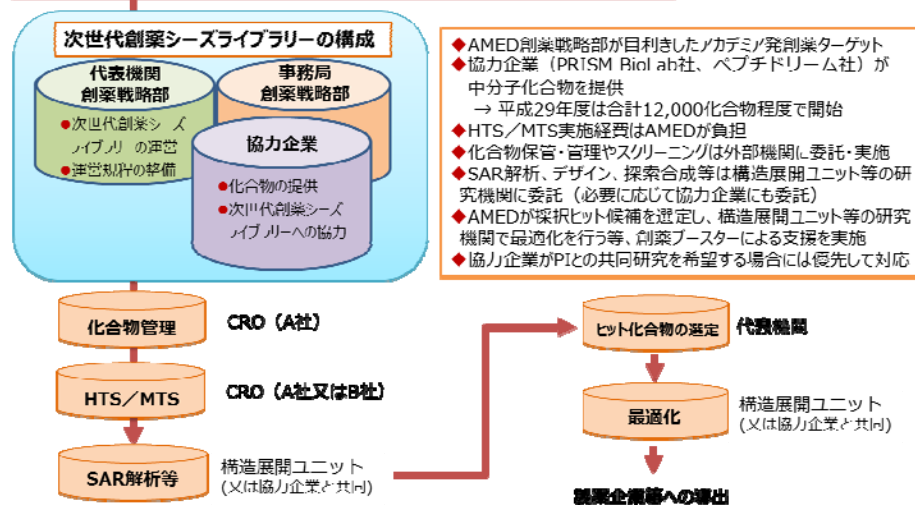 次世代創薬シーズライブラリーの構成
代表機関
創薬戦略部
●次世代創薬シーズ
ライブラリーの運営
●運営規程の整備
事務局
創薬戦略部
協力企業
●化合物の提供
●次世代創薬シーズ
ライブラリーへの協力
◆AMED創薬戦略部が目利きしたアカデミア発創薬ターゲット
◆協力企業（PRISM BioLab社、ペプチドリーム社）が
中分子化合物を提供
→ 平成29年度は合計12,000化合物程度で開始
◆HTS／MTS実施経費はAMEDが負担
◆化合物保管・管理やスクリーニングは外部機関に委託・実施
◆SAR解析、デザイン、探索合成等は構造展開ユニット等の研
究機関に委託（必要に応じて協力企業にも委託）
◆AMEDが採択ヒット候補を選定し、構造展開ユニット等の研究
機関で最適化を行う等、創薬ブースターによる支援を実施
◆協力企業がPIとの共同研究を希望する場合には優先して対応
化合物管理
CRO（A社）
HTS／MTS
CRO（A社又はB社）
SAR解析等
構造展開ユニット
(又は協力企業と共同)
ヒット化合物の選定
代表機関
最適化
構造展開ユニット
(又は協力企業と共同)
製薬企業等への導出